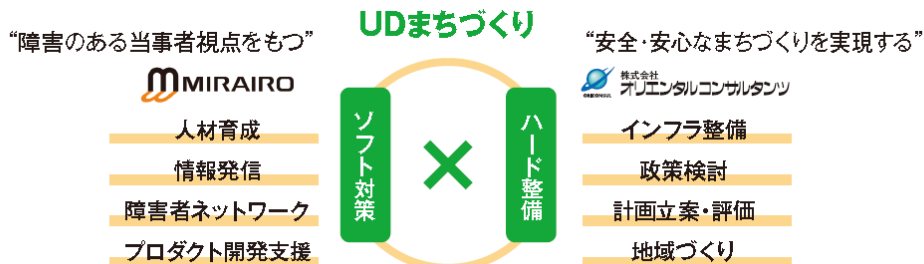 UDまちづくり
“障害のある当事者視点をもつ”
MIRAIRO
人材育成
情報発信
障害者ネットワーク
プロダクト開発支援
ソフト対策
×
ハード整備
“安全・安心なまちづくりを実現する”
株式会社
オリエンタルコンサルタンツ
インフラ整備
政策検討
計画立案・評価
地域づくり